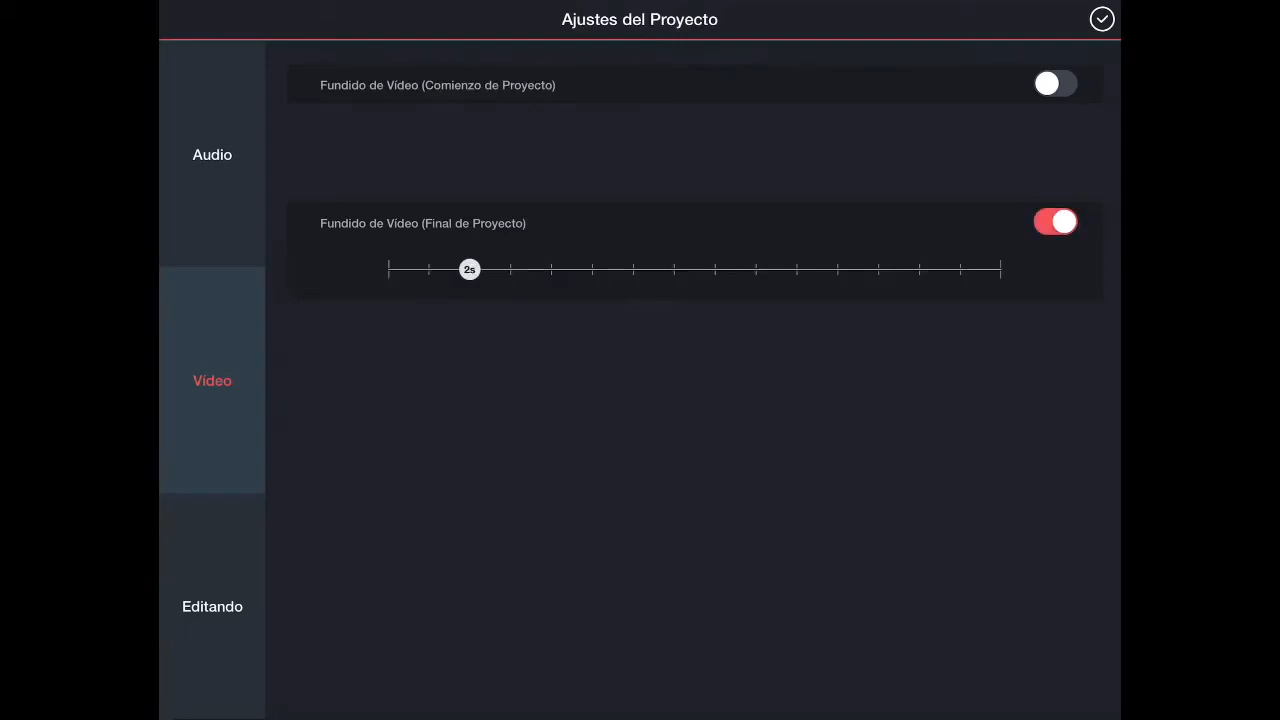 Ajustes del Proyecto
Fundido de Vídeo (Comienzo de Proyecto)
Audio
Fundido de Vídeo (Final de Proyecto)
2s
Vídeo
Editando